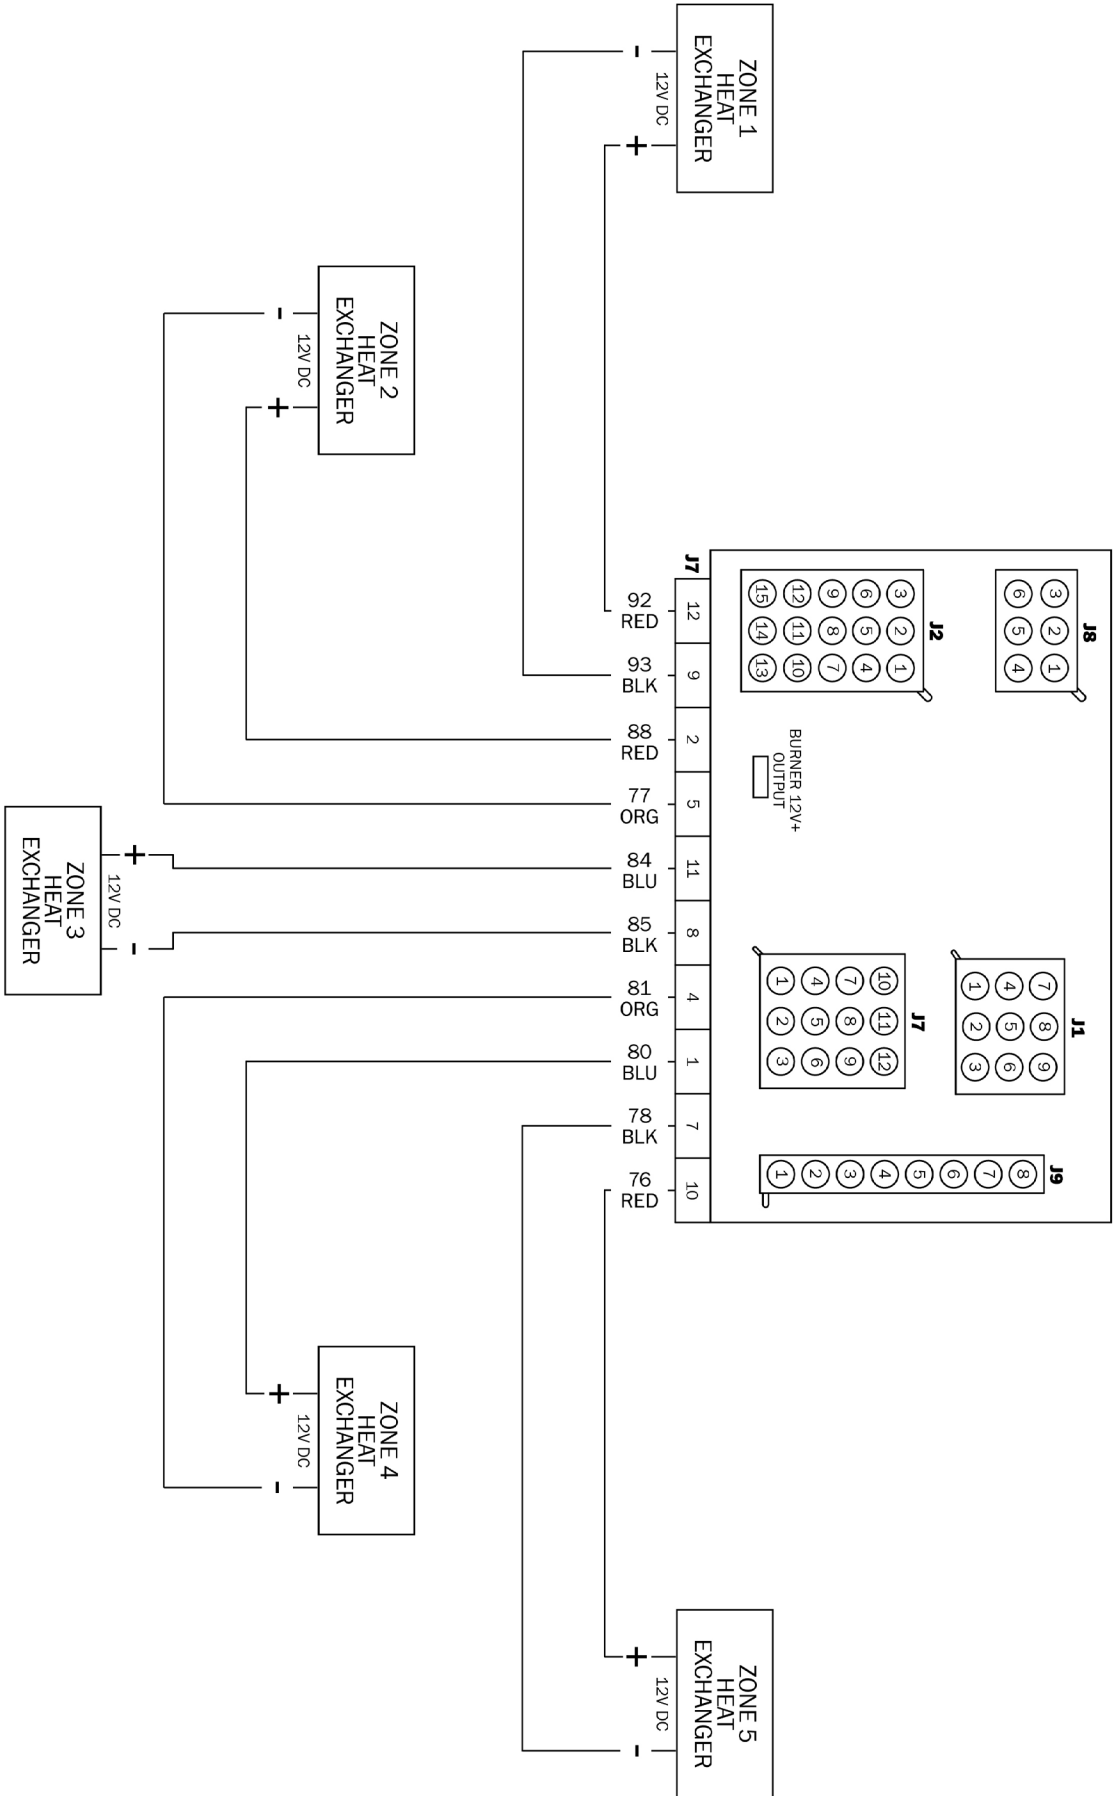 J8
3 2 1
6 5 4
J2
3 2 1
6 5 4
9 8 7
12 11 10
15 14 13
BURNER 12V+
OUTPUT
J1
7 8 9
4 5 6
1 2 3
J7
10 11 12
7 8 9
4 5 6
1 2 3
J9
8
7
6
5
4
3
2
1
J7
12 9 2 5 11 8 4 1 7 10
92
RED
93
BLK
88
RED
77
ORG
84
BLU
85
BLK
81
ORG
80
BLU
78
BLK
76
RED
ZONE 1
HEAT
EXCHANGER
- 12V DC +
ZONE 2
HEAT
EXCHANGER
- 12V DC +
+ 12V DC -
ZONE 3
HEAT
EXCHANGER
ZONE 4
HEAT
EXCHANGER
+ 12V DC -
ZONE 5
HEAT
EXCHANGER
+ 12V DC -